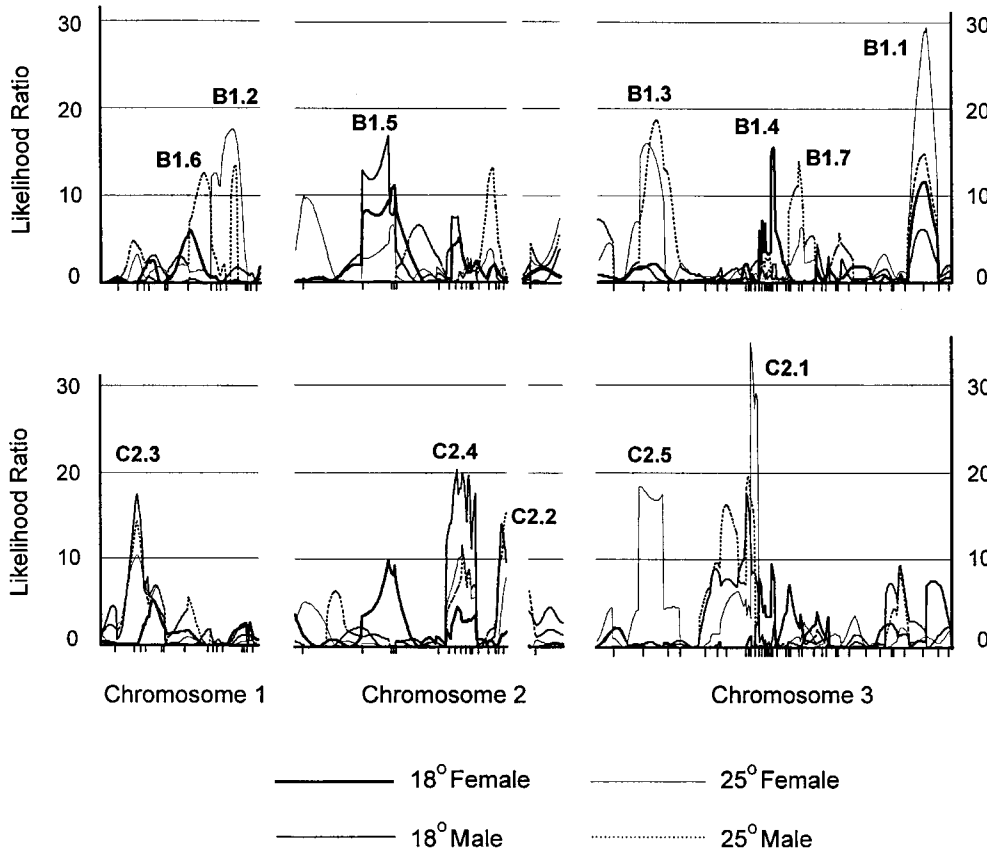 30
30
B1.1
B1.2
B1.3
20
20
B1.5
B1.4
B1.6
B1.7
Likelihood Ratio
10
10
0
0
30
30
C2.1
C2.3
C2.4
C2.5
20
20
C2.2
Likelihood Ratio
10
10
0
0
Chromosome 1
Chromosome 2
Chromosome 3
18° Female
25° Female
18° Male
25° Male